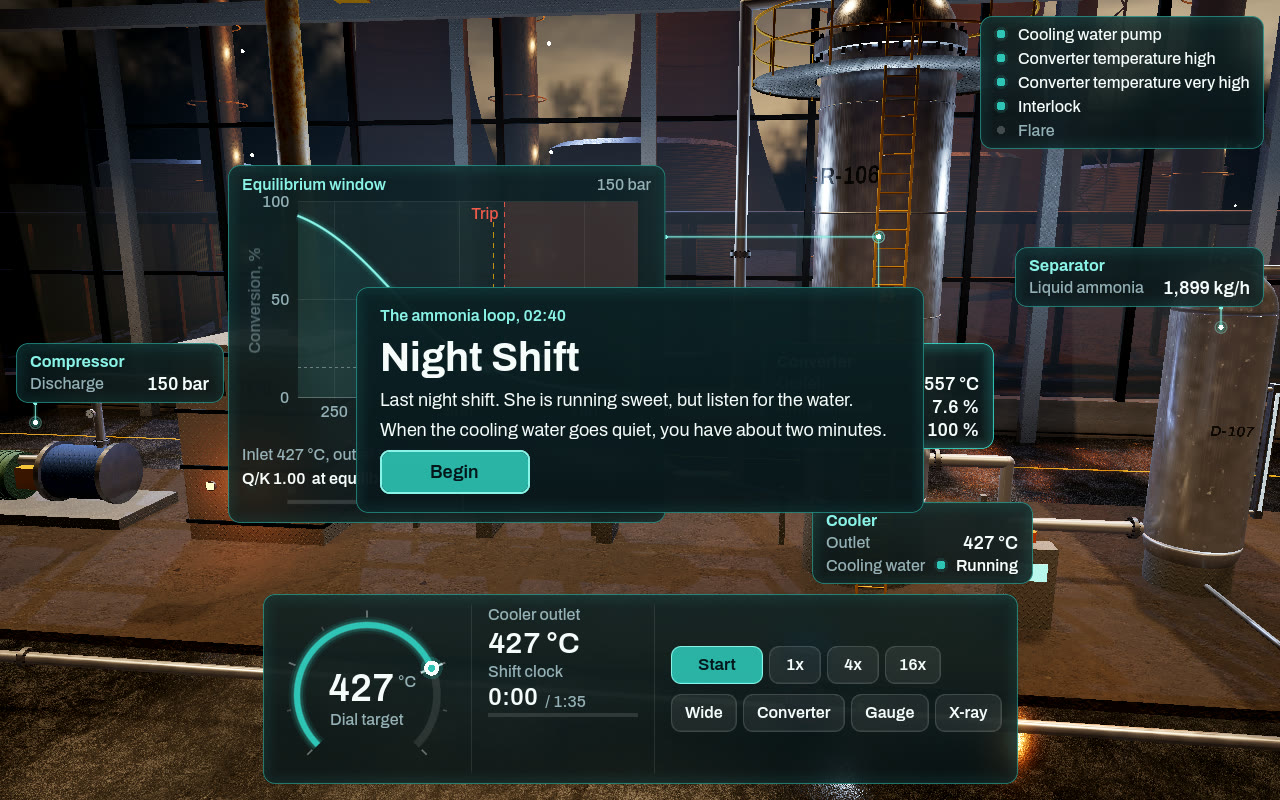 Cooling water pump
Converter temperature high
Converter temperature very high
Interlock
Flare
R-106
Equilibrium window
150 bar
100
Trip
Conversion, %
50
0
250
Inlet 427 °C, out
Q/K 1.00 at equi
Separator
Liquid ammonia 1,899 kg/h
Compressor
Discharge 150 bar
The ammonia loop, 02:40
Night Shift
Last night shift. She is running sweet, but listen for the water.
When the cooling water goes quiet, you have about two minutes.
Begin
Converter
557 °C
7.6 %
100 %
D-107
Cooler
Outlet 427 °C
Cooling water Running
427 °C
Dial target
Cooler outlet
427 °C
Shift clock
0:00 / 1:35
Start 1x 4x 16x
Wide Converter Gauge X-ray